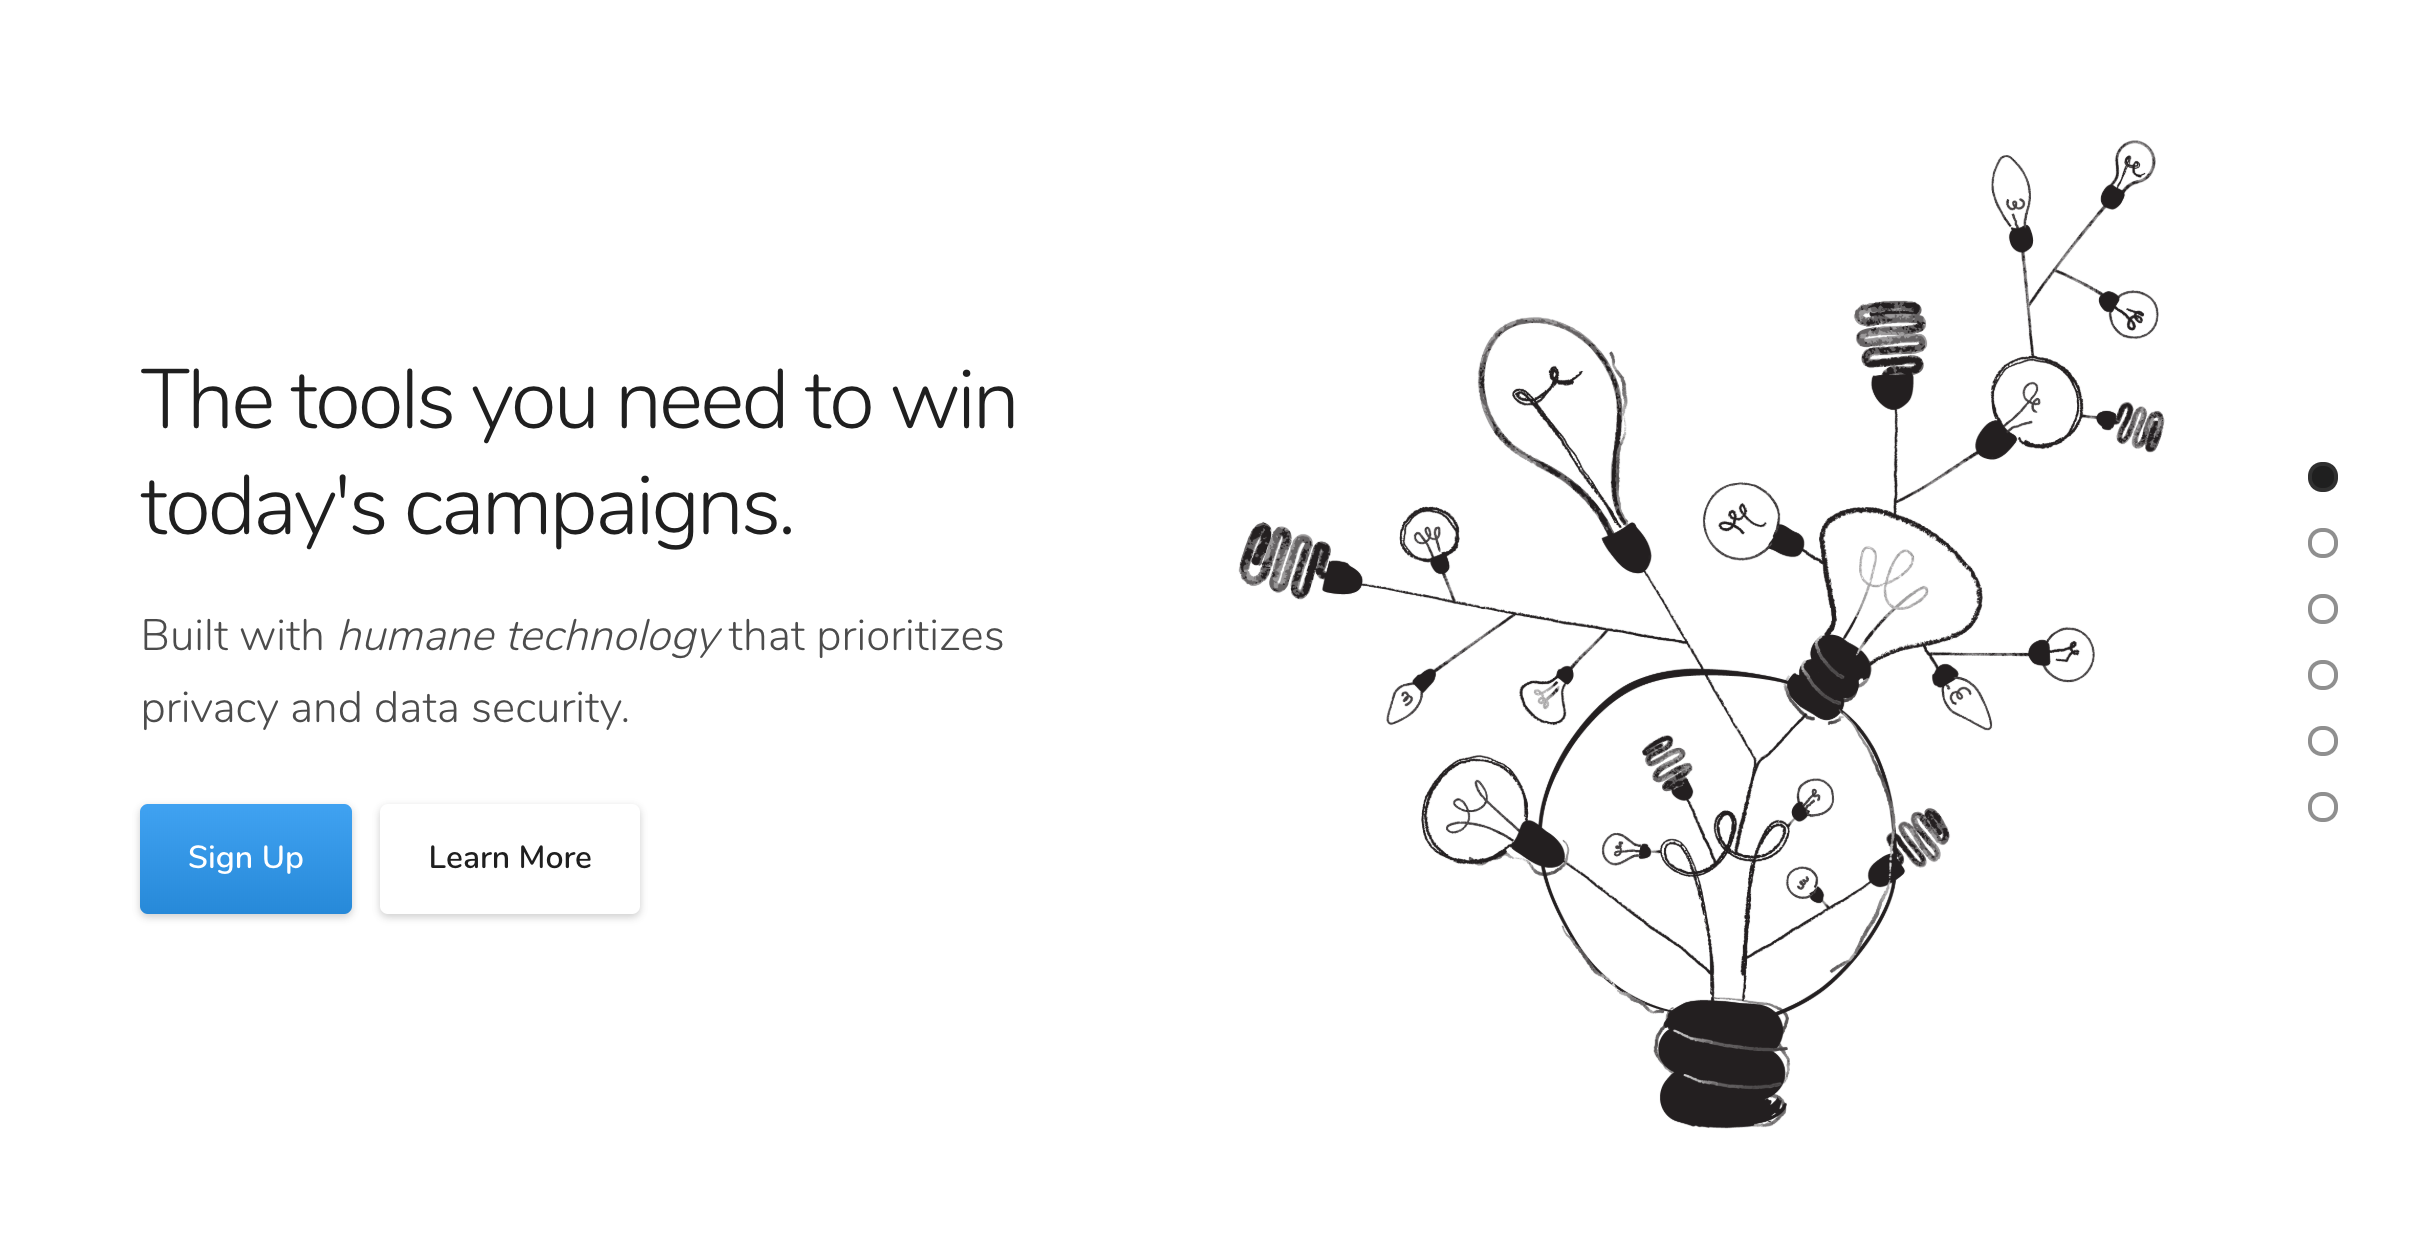 The tools you need to win
today's campaigns.
Built with humane technology that prioritizes
privacy and data security.
Sign Up
Learn More